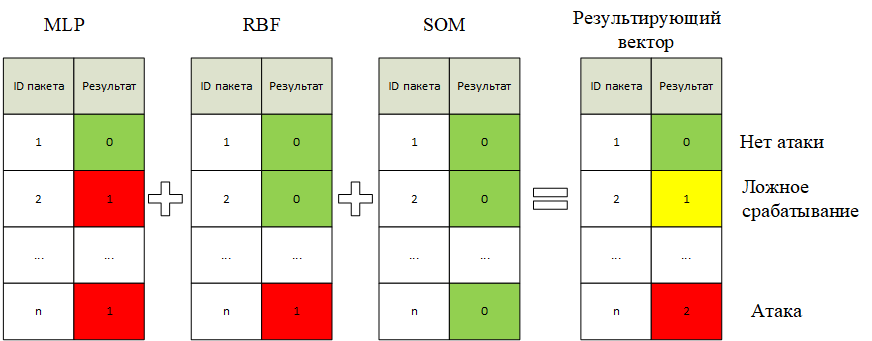 MLP RBF SOM Результирующий
вектор
ID пакета Результат ID пакета Результат ID пакета Результат ID пакета Результат
1 0 1 0 1 0 1 0 Нет атаки
2 1 2 0 2 0 2 1 Ложное
срабатывание
... ... ... ... ... ... ... ...
n 1 n 1 n 0 n 2 Атака